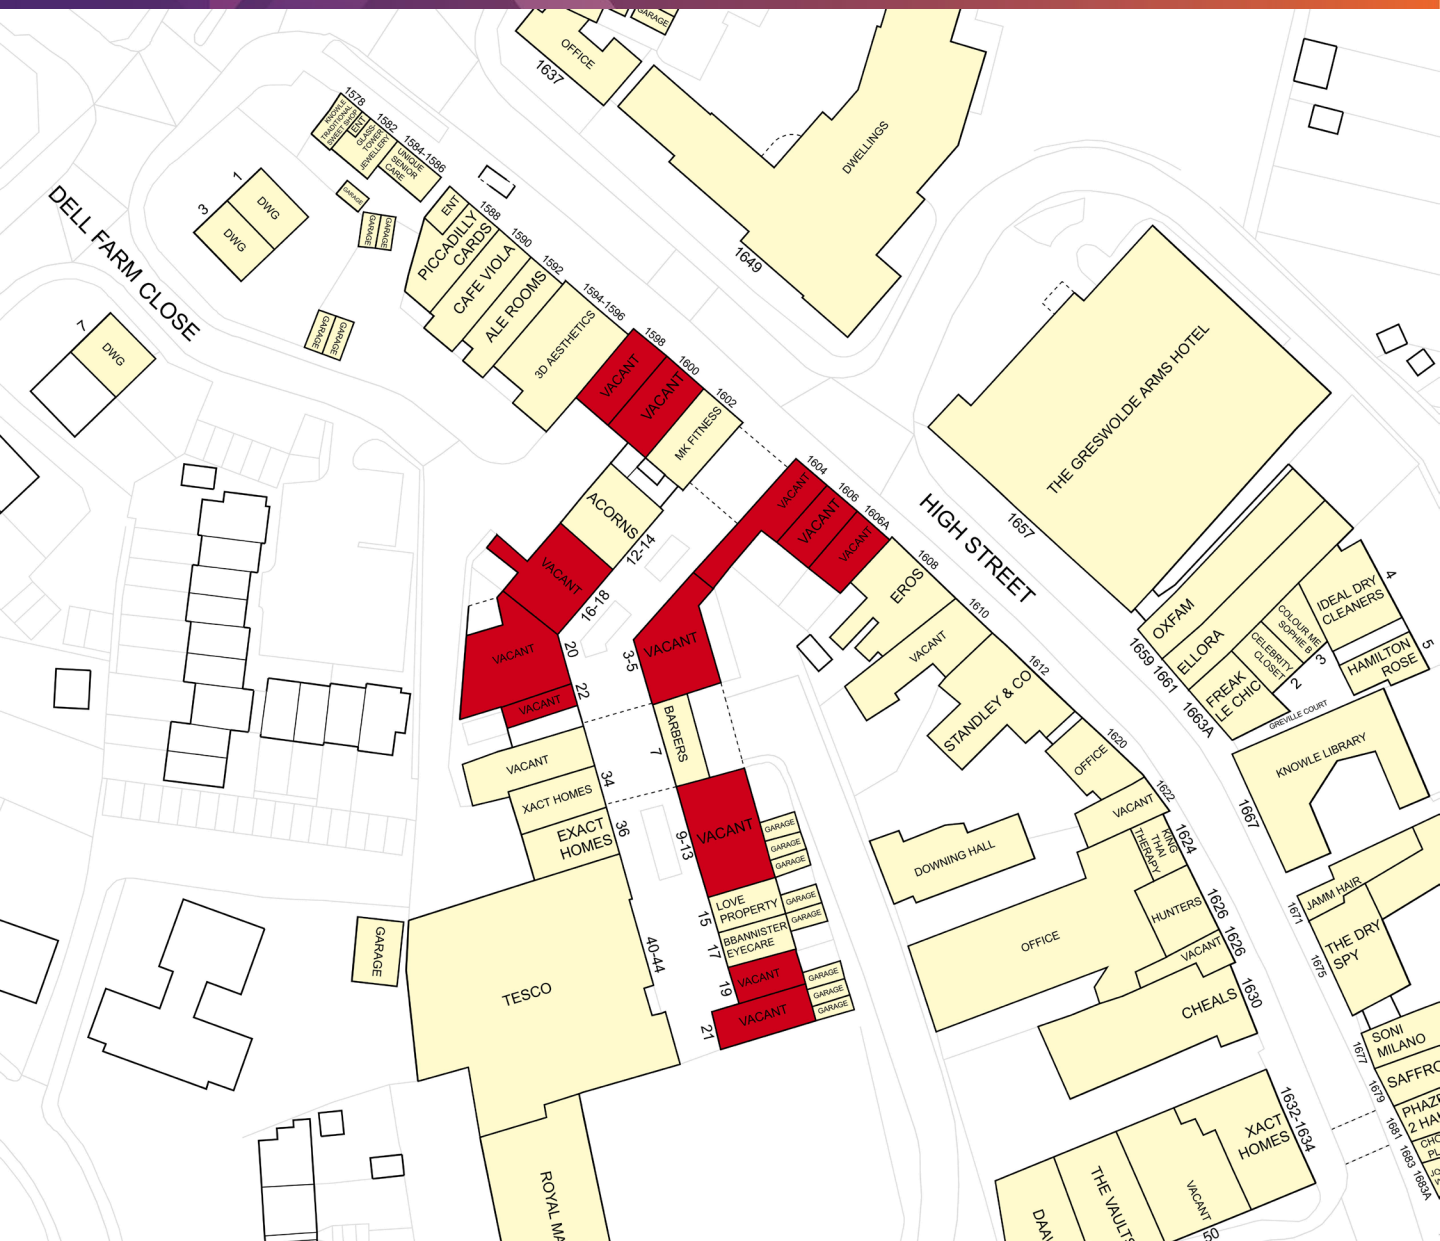 GARAGE
OFFICE
1637
DWELLINGS
1649
1578
KNOWLE
TRADITIONAL
SWEET SHOP
ENT
1582
GLASS-
TOWER
JEWELLERY
1584-1586
UNIQUE
SENIOR
CARE
GARAGE
GARAGE
GARAGE
1
DWG
3
DWG
DELL FARM CLOSE
7
DWG
GARAGE
GARAGE
ENT
1588
PICCADILLY
CARDS
1590
CAFE VIOLA
1592
ALE ROOMS
1594-1596
3D AESTHETICS
1598
VACANT
1600
VACANT
1602
MK FITNESS
1604
VACANT
1606
VACANT
1606A
VACANT
HIGH STREET
1608
EROS
1610
VACANT
1612
STANDLEY & CO
1620
OFFICE
1622
VACANT
1624
KING
THAI
THERAPY
1626
HUNTERS
1626
VACANT
1630
CHEALS
OFFICE
DOWNING HALL
1632-1634
XACT
HOMES
VACANT
50
THE VAULTS
ACORNS
12-14
VACANT
16-18
VACANT
20
VACANT
22
VACANT
34
XACT HOMES
36
EXACT
HOMES
TESCO
40-44
GARAGE
VACANT
3-5
BARBERS
7
VACANT
9-13
GARAGE
GARAGE
GARAGE
LOVE
PROPERTY
15
GARAGE
GARAGE
BBANNISTER
EYECARE
17
VACANT
19
VACANT
21
GARAGE
GARAGE
GARAGE
THE GRESWOLDE ARMS HOTEL
1657
OXFAM
1659
ELLORA
1661
FREAK
LE CHIC
1663A
CELEBRITY
CLOSET
2
COLOUR ME
SOPHIE B
3
IDEAL DRY
CLEANERS
4
HAMILTON
ROSE
5
GREVILLE COURT
KNOWLE LIBRARY
1667
JAMM HAIR
1671
THE DRY
SPY
1675
SONI
MILANO
1677
1679
1681
1683
1683A